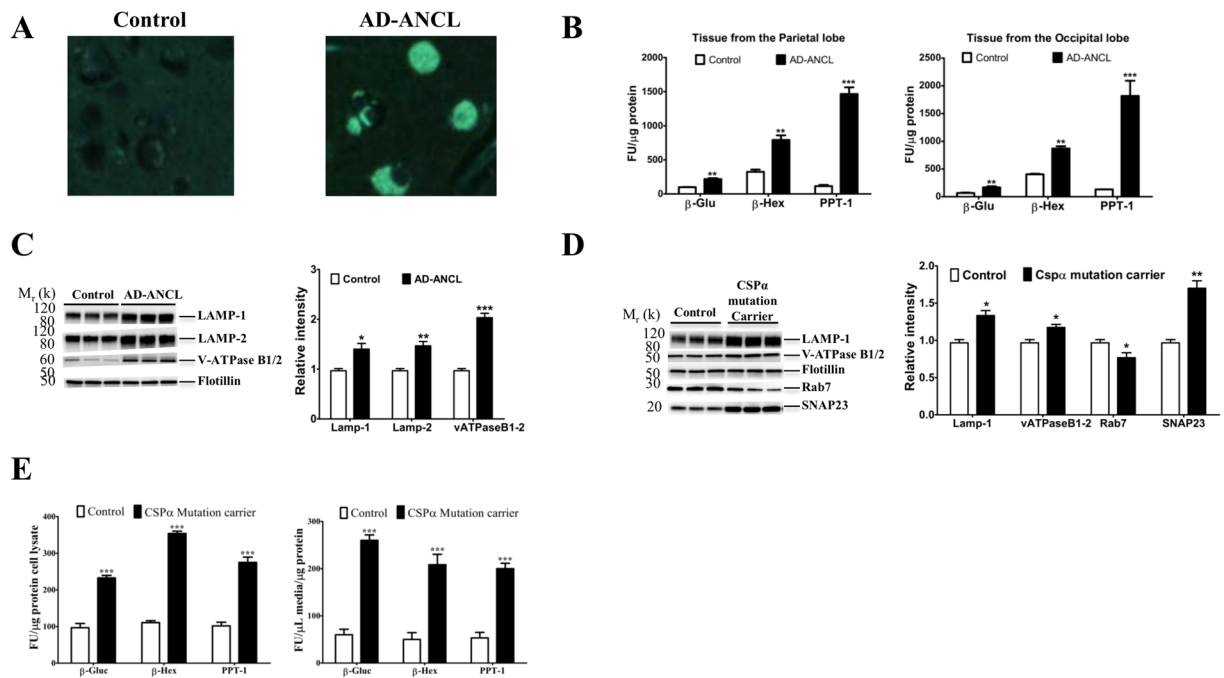 A
Control
AD-ANCL
B
Tissue from the Parietal lobe
Control AD-ANCL
FU/μg protein
2000
1500
1000
500
0
**
**
***
β-Glu β-Hex PPT-1
Tissue from the Occipital lobe
Control AD-ANCL
FU/μg protein
2500
2000
1500
1000
500
0
**
**
***
β-Glu β-Hex PPT-1
C
Mr (k)
Control AD-ANCL
120
80
120
80
60
50
50
LAMP-1
LAMP-2
V-ATPase B1/2
Flotillin
Control AD-ANCL
Relative intensity
3
2
1
0
*
**
***
Lamp-1 Lamp-2 vATPaseB1-2
D
Mr (k)
Control
CSPα
mutation
Carrier
120
80
50
50
30
20
LAMP-1
V-ATPase B1/2
Flotillin
Rab7
SNAP23
Control Cspα mutation carrier
Relative intensity
2.0
1.5
1.0
0.5
0.0
*
*
*
**
Lamp-1 vATPaseB1-2 Rab7 SNAP23
E
Control CSPα Mutation carrier
FU/μg protein cell lysate
400
300
200
100
0
***
***
***
β-Gluc β-Hex PPT-1
Control CSPα Mutation carrier
FU/μL media/μg protein
300
200
100
0
***
***
***
β-Gluc β-Hex PPT-1